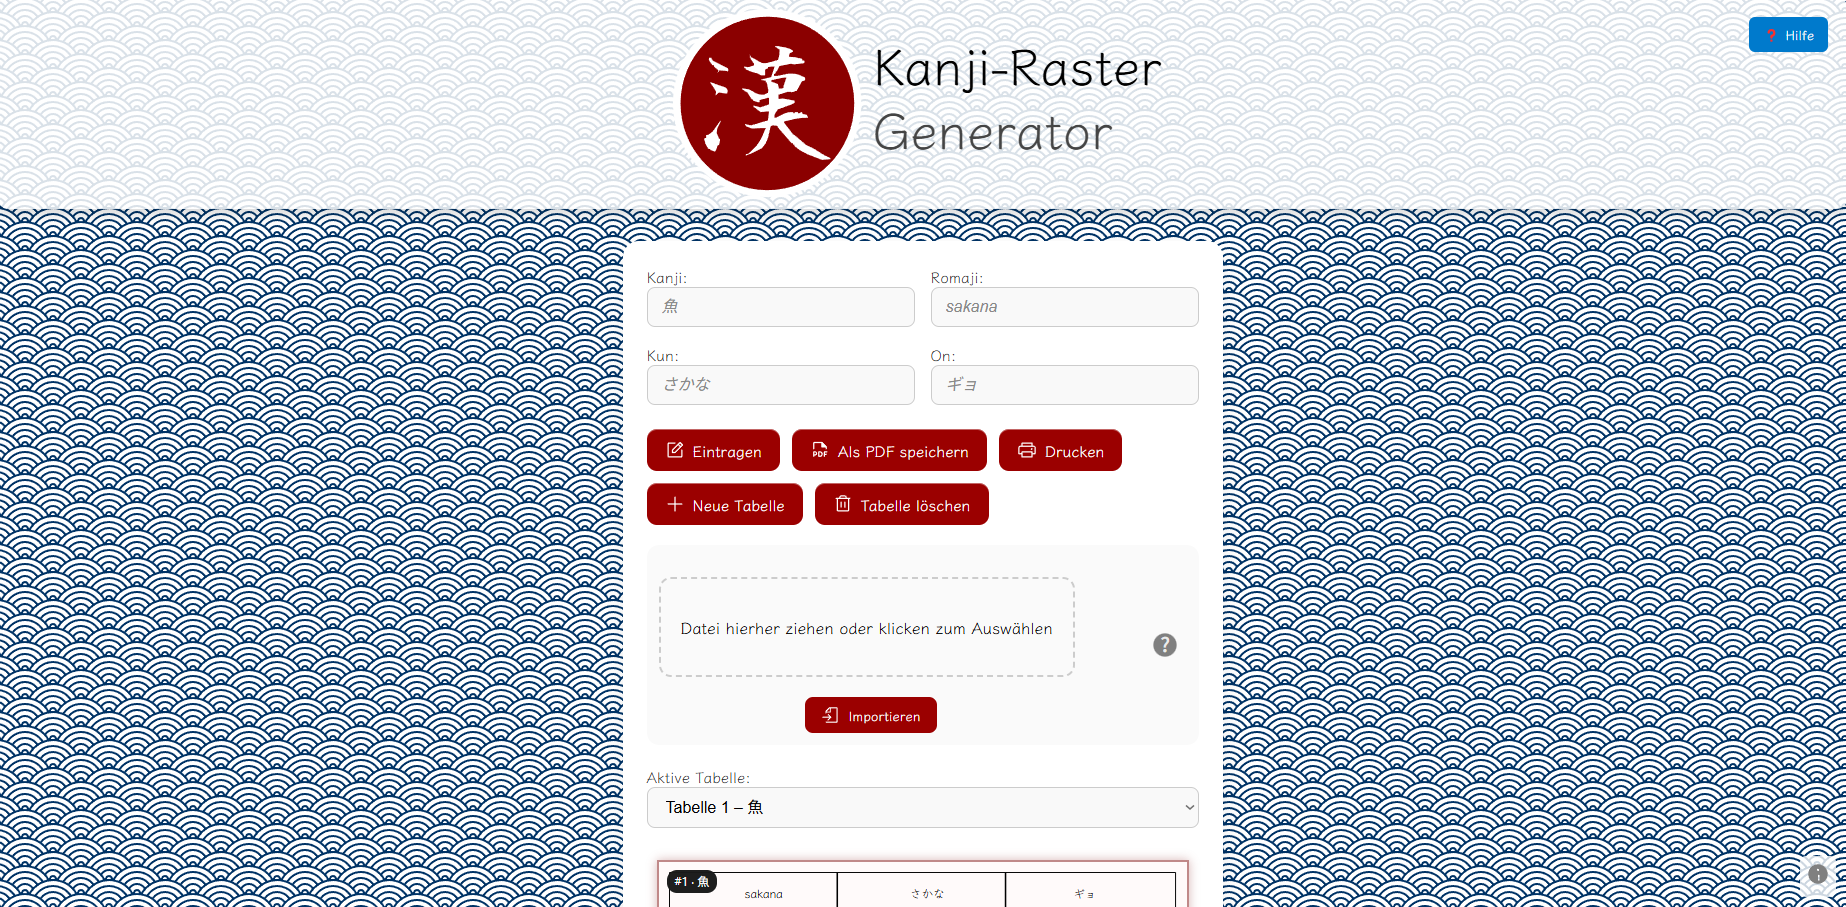 漢
Kanji-Raster
Generator
❓ Hilfe
Kanji: Romaji:
魚 sakana
Kun: On:
さかな ギョ
Eintragen PDF Als PDF speichern Drucken
Neue Tabelle Tabelle löschen
Datei hierher ziehen oder klicken zum Auswählen
?
Importieren
Aktive Tabelle:
Tabelle 1 – 魚
#1 · 魚 sakana さかな ギョ